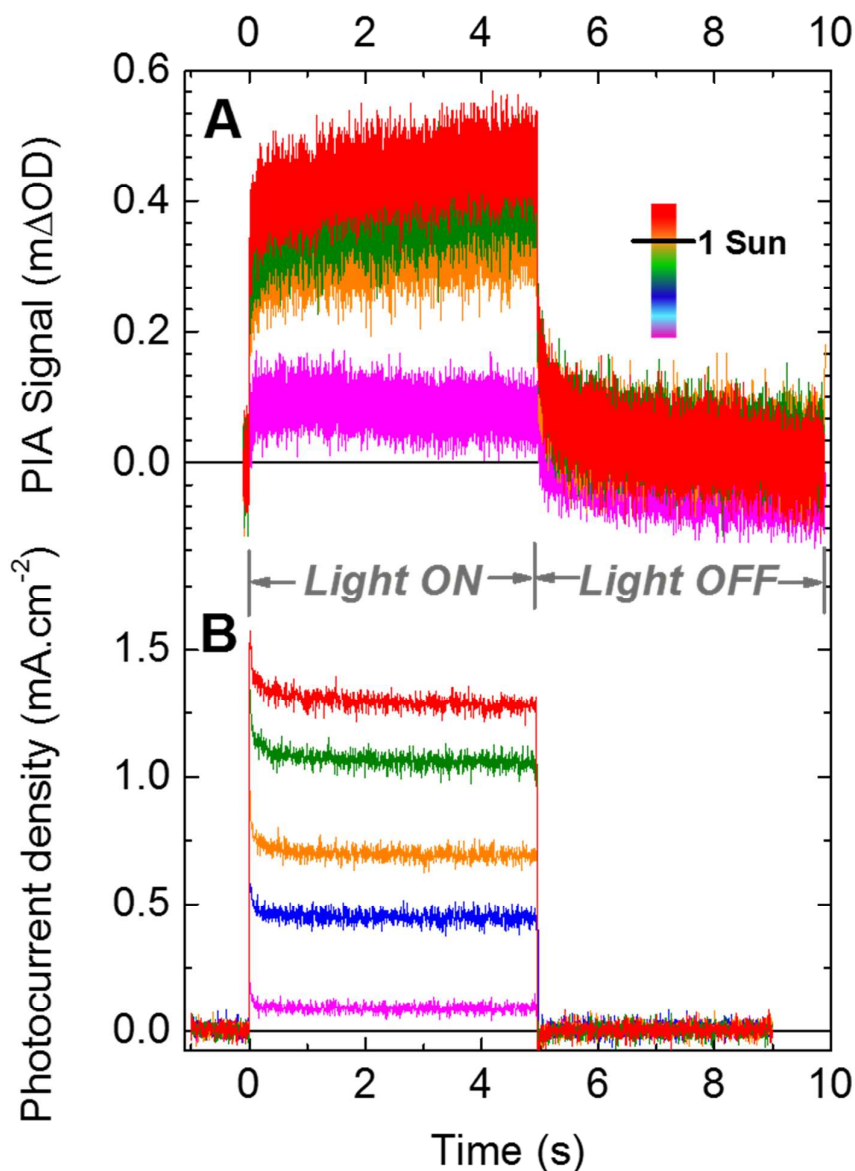 0 2 4 6 8 10
A
0.6
0.4
0.2
0.0
PIA Signal (mΔOD)
1 Sun
Light ON
Light OFF
B
1.5
1.0
0.5
0.0
Photocurrent density (mA.cm-2)
0 2 4 6 8 10
Time (s)